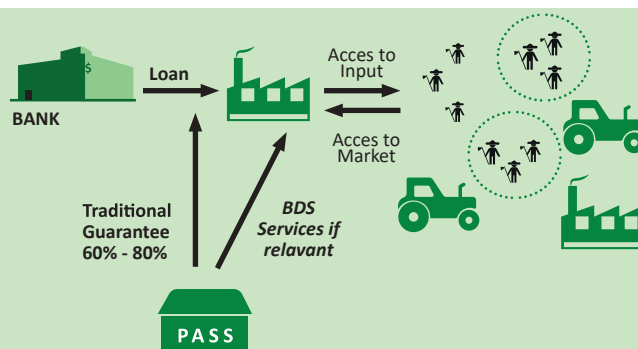 $
BANK
Loan
Acces to
Input
Acces to
Market
Traditional
Guarantee
60% - 80%
BDS
Services if
relavant
PASS